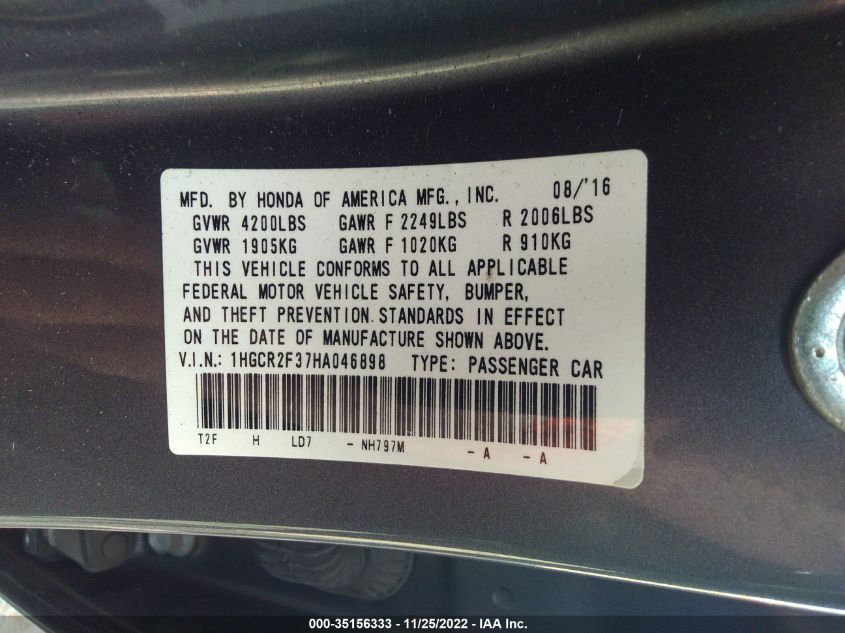 MFD. BY HONDA OF AMERICA MFG., INC. 08/'16
GVWR 4200LBS GAWR F 2249LBS R 2006LBS
GVWR 1905KG GAWR F 1020KG R 910KG
THIS VEHICLE CONFORMS TO ALL APPLICABLE
FEDERAL MOTOR VEHICLE SAFETY, BUMPER,
AND THEFT PREVENTION STANDARDS IN EFFECT
ON THE DATE OF MANUFACTURE SHOWN ABOVE.
V.I.N.: 1HGCR2F37HA046898 TYPE: PASSENGER CAR
T2F H LD7 - NH797M - A - A
000-35156333 - 11/25/2022 - IAA Inc.